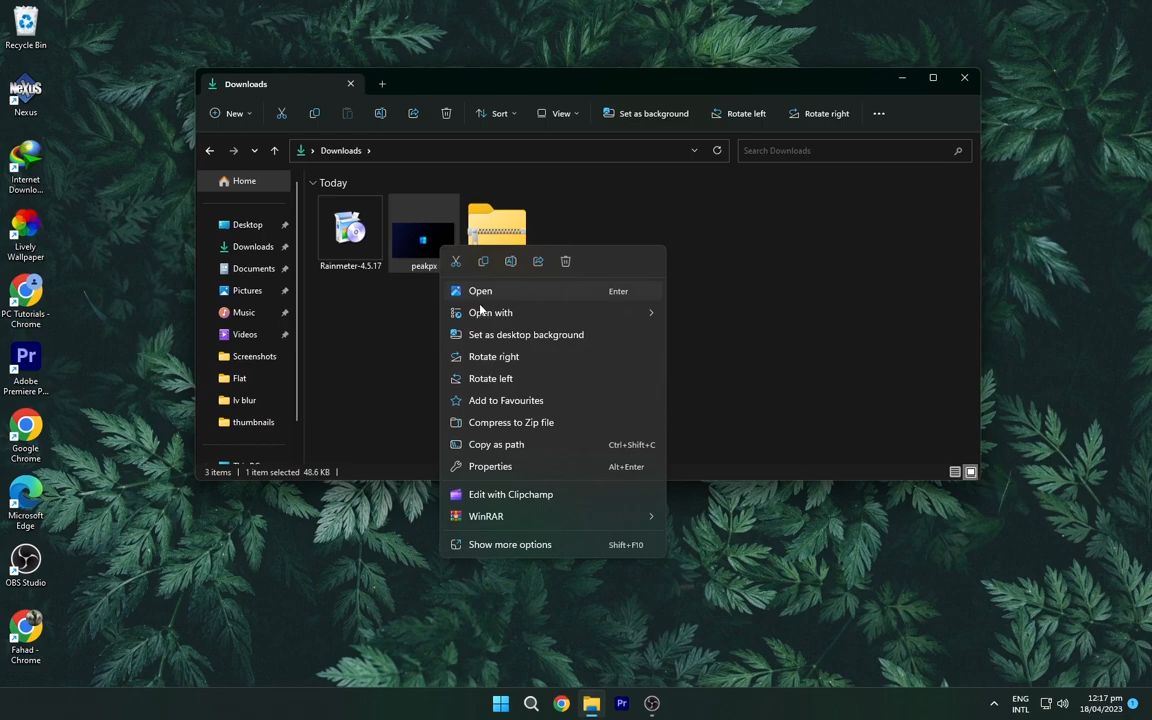 Recycle Bin
NexUS
Nexus
Internet
Downlo...
Lively
Wallpaper
PC Tutorials -
Chrome
Pr
Adobe
Premiere P...
Google
Chrome
Microsoft
Edge
OBS Studio
Fahad -
Chrome
Downloads
New
Sort
View
Set as background
Rotate left
Rotate right
Downloads
Search Downloads
Home
Desktop
Downloads
Documents
Pictures
Music
Videos
Screenshots
Flat
lv blur
thumbnails
Today
Rainmeter-4.5.17
peakpx
3 items
1 item selected 48.6 KB
Open Enter
Open with
Set as desktop background
Rotate right
Rotate left
Add to Favourites
Compress to Zip file
Copy as path Ctrl+Shift+C
Properties Alt+Enter
Edit with Clipchamp
WinRAR
Show more options Shift+F10
Pr
ENG
INTL
12:17 pm
18/04/2023
1